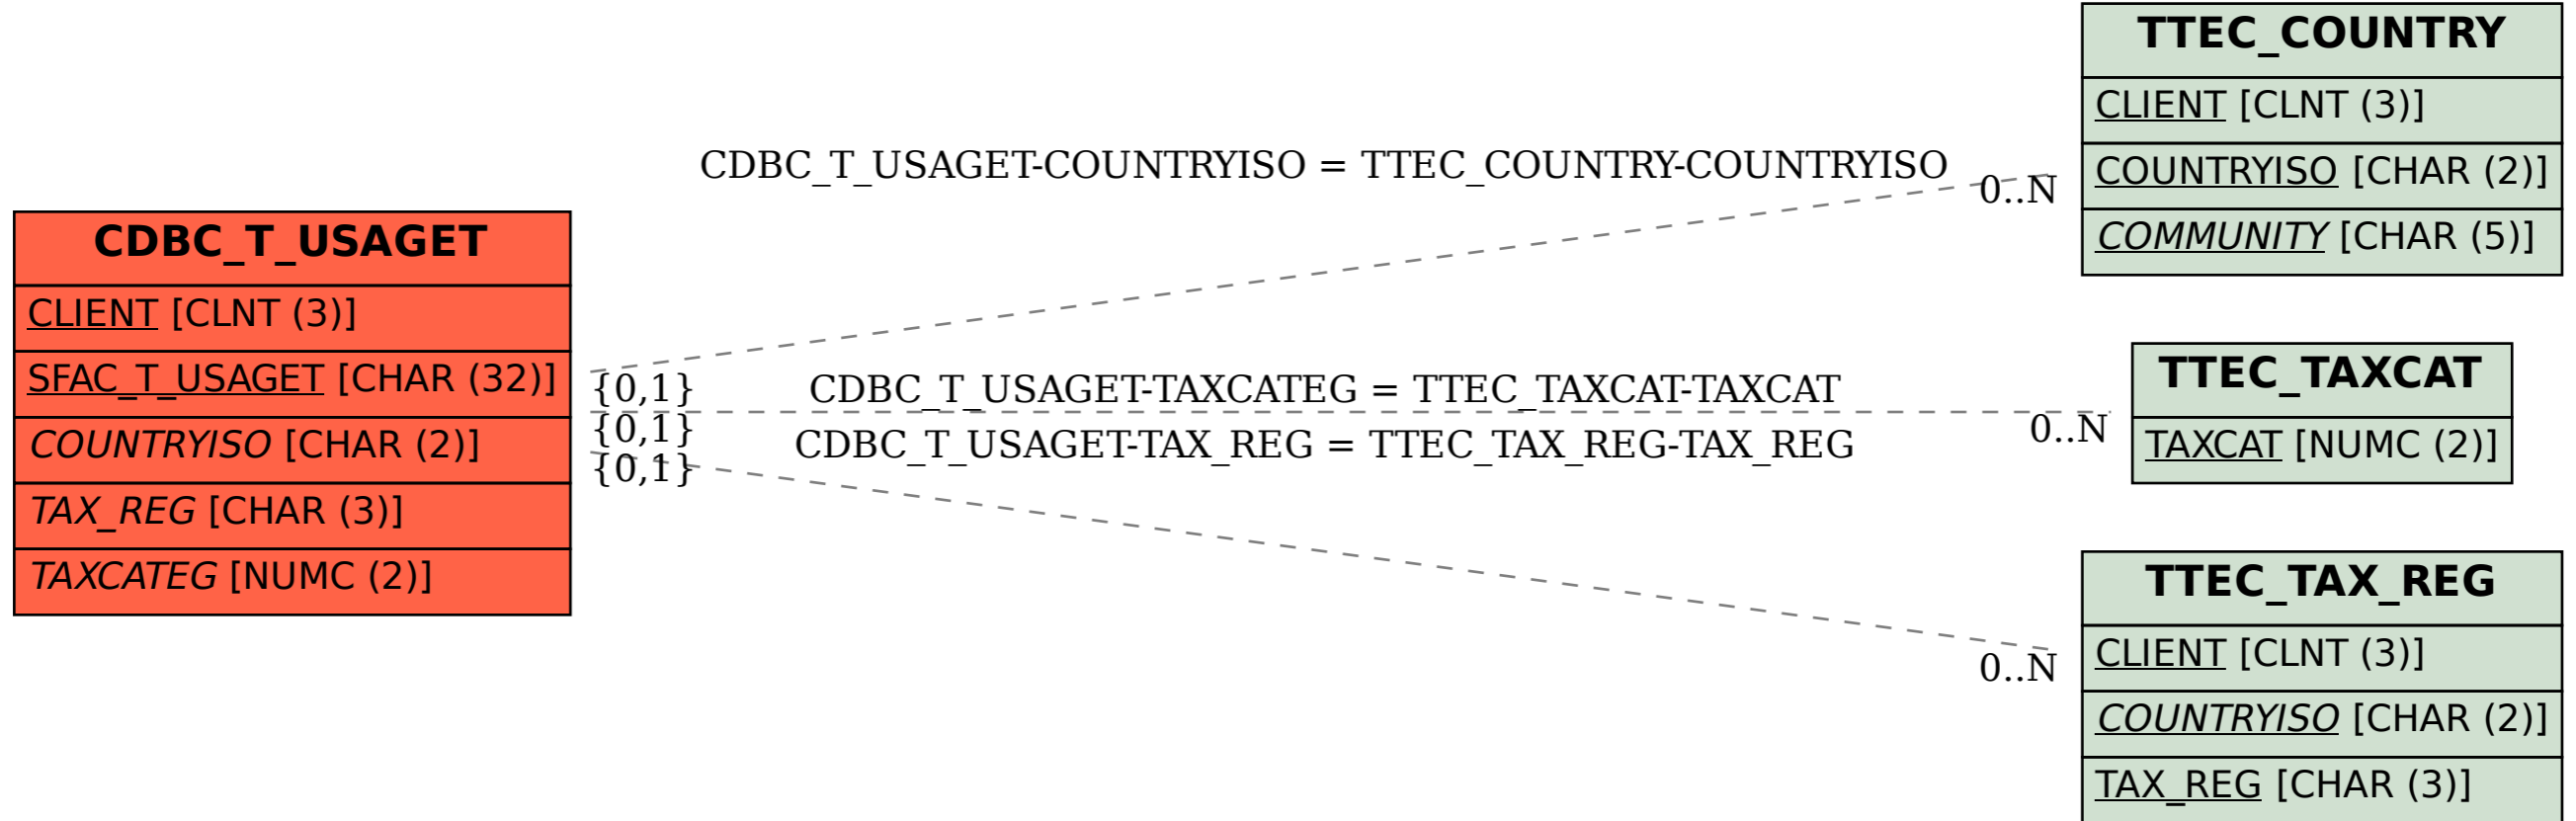 CDBC_T_USAGET
CLIENT [CLNT (3)]
SFAC_T_USAGET [CHAR (32)]
COUNTRYISO [CHAR (2)]
TAX_REG [CHAR (3)]
TAXCATEG [NUMC (2)]
CDBC_T_USAGET-COUNTRYISO = TTEC_COUNTRY-COUNTRYISO
0..N
{0,1}
CDBC_T_USAGET-TAXCATEG = TTEC_TAXCAT-TAXCAT
{0,1}
0..N
CDBC_T_USAGET-TAX_REG = TTEC_TAX_REG-TAX_REG
{0,1}
0..N
TTEC_COUNTRY
CLIENT [CLNT (3)]
COUNTRYISO [CHAR (2)]
COMMUNITY [CHAR (5)]
TTEC_TAXCAT
TAXCAT [NUMC (2)]
TTEC_TAX_REG
CLIENT [CLNT (3)]
COUNTRYISO [CHAR (2)]
TAX_REG [CHAR (3)]